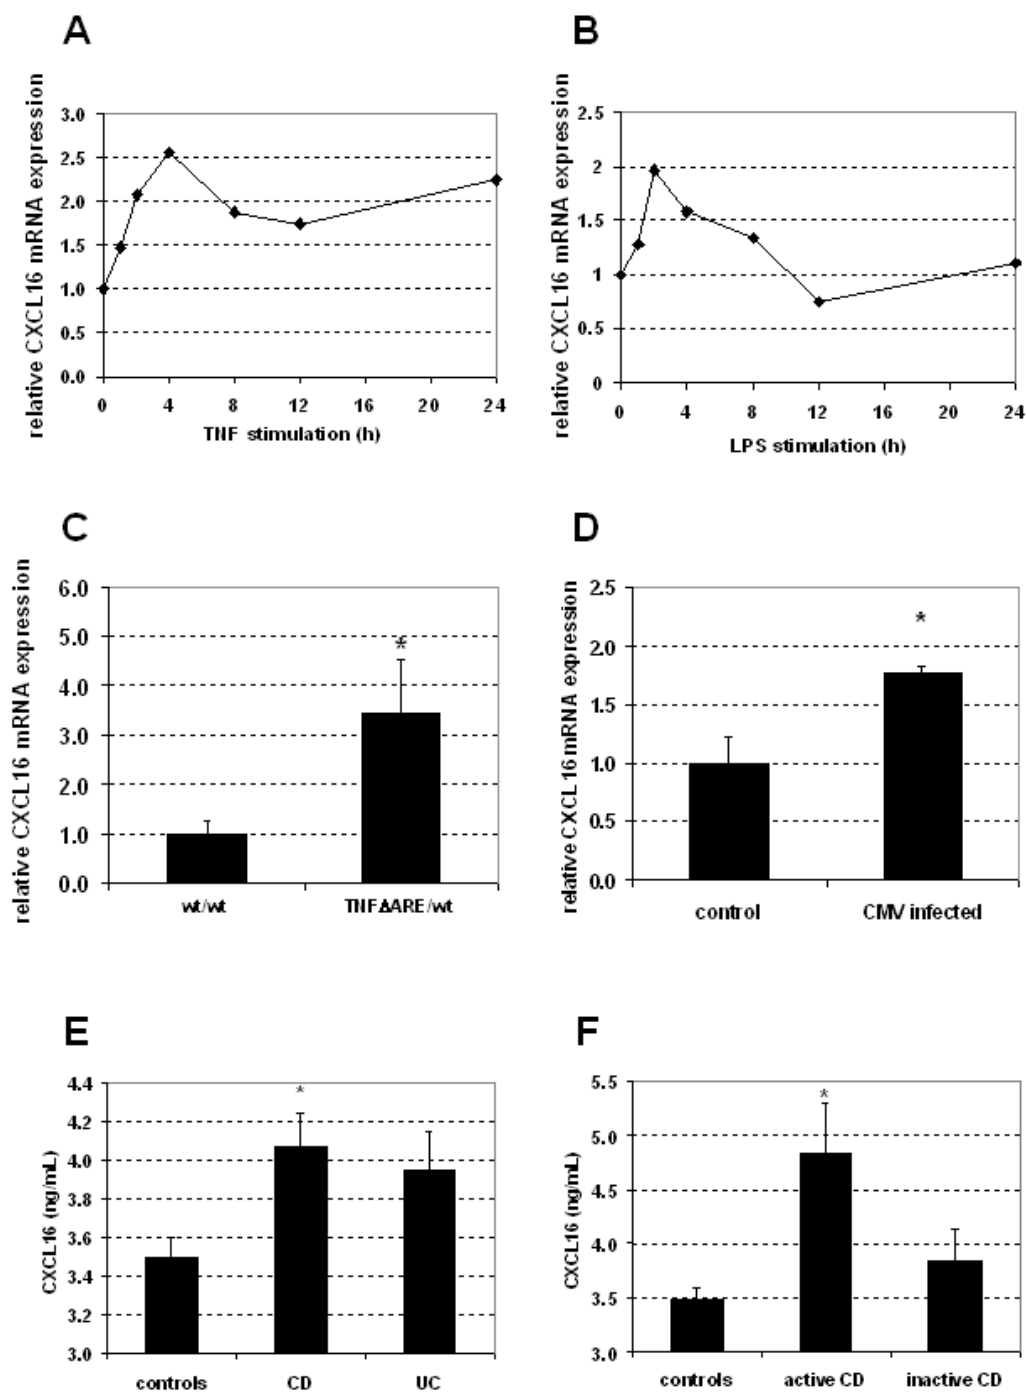 A
relative CXCL16 mRNA expression
3.0
2.5
2.0
1.5
1.0
0.5
0.0
0 4 8 12 16 20 24
TNF stimulation (h)
B
relative CXCL16 mRNA expression
2.5
2
1.5
1
0.5
0
0 4 8 12 16 20 24
LPS stimulation (h)
C
relative CXCL16 mRNA expression
6.0
5.0
4.0
3.0
2.0
1.0
0.0
*
wt/wt TNFΔARE/wt
D
relative CXCL16 mRNA expression
2.5
2.0
1.5
1.0
0.5
0.0
*
control CMV infected
E
CXCL16 (ng/mL)
4.4
4.2
4.0
3.8
3.6
3.4
3.2
3.0
*
controls CD UC
F
CXCL16 (ng/mL)
5.5
5.0
4.5
4.0
3.5
3.0
*
controls active CD inactive CD